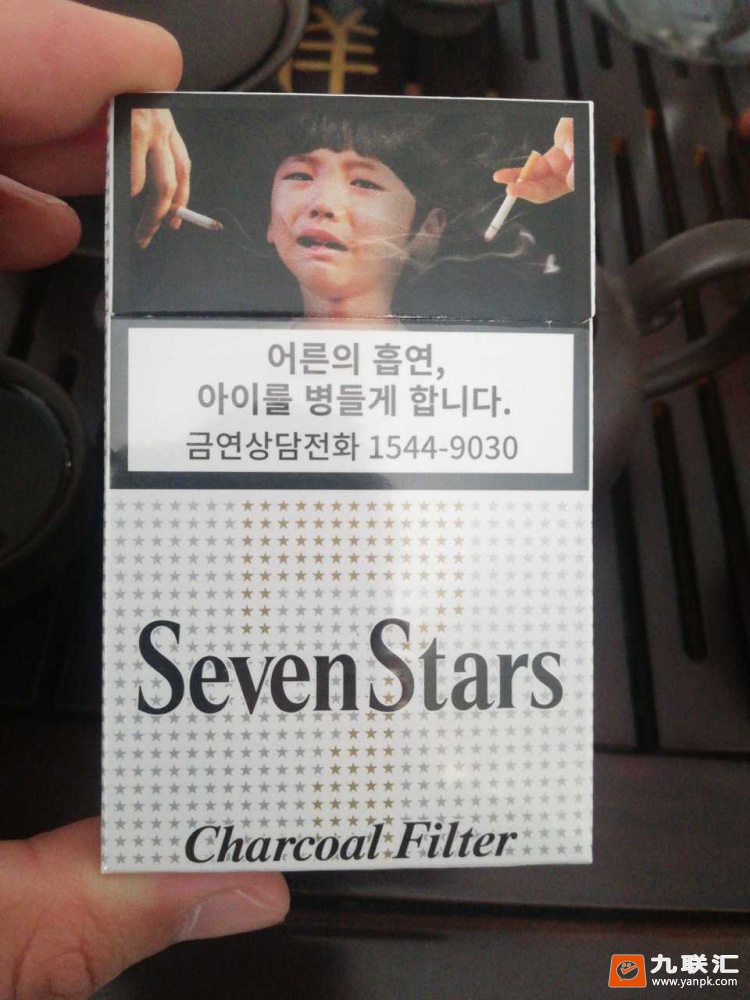 洋
어른의 흡연,
아이를 병들게 합니다.
금연상담전화 1544-9030
Seven Stars
Charcoal Filter
九联汇
www.yanpk.com